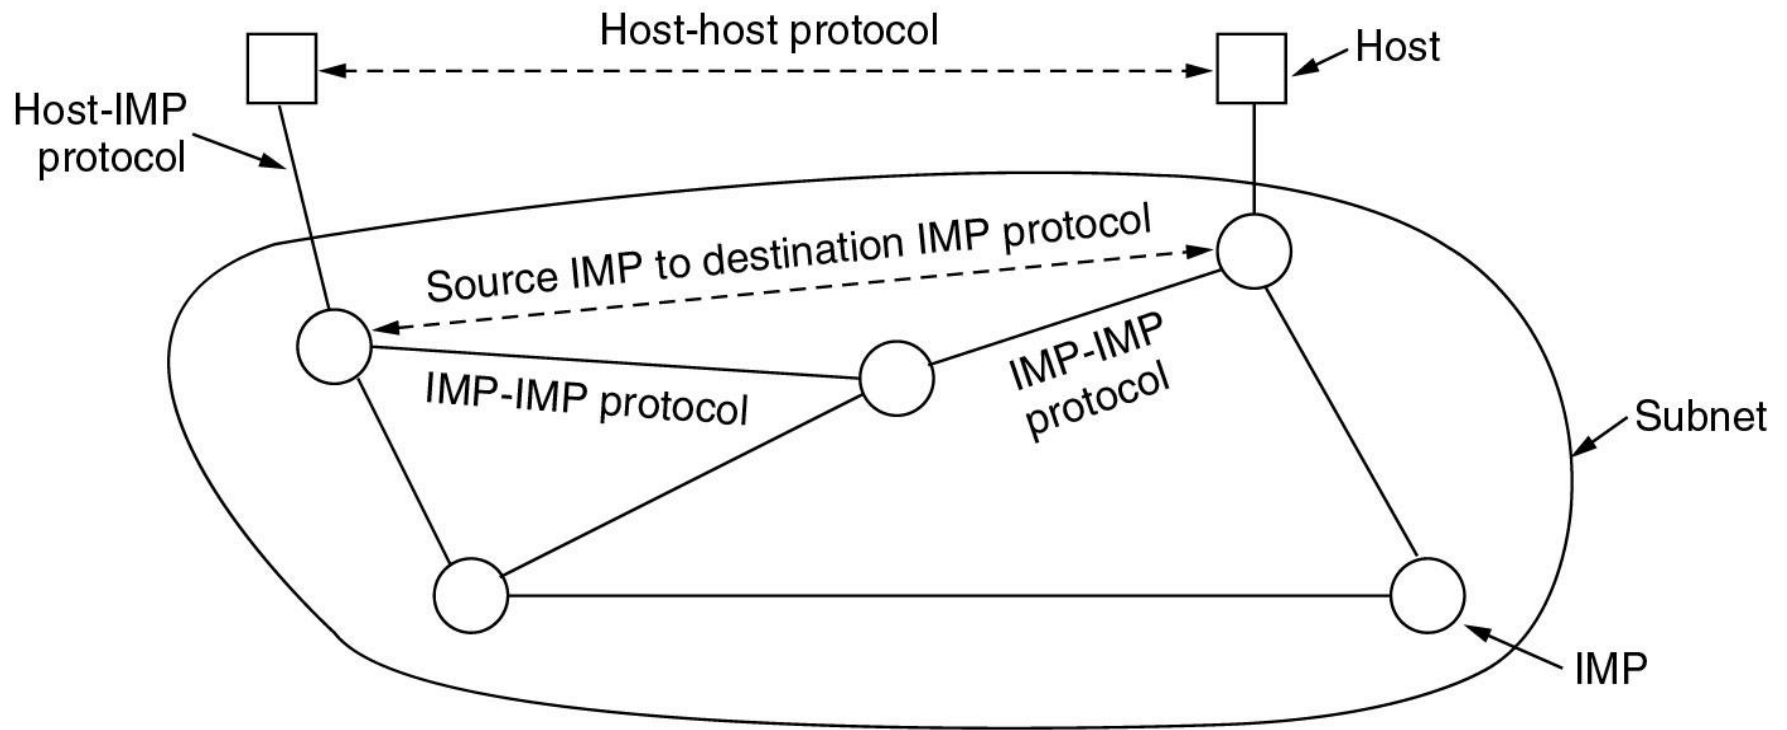 Host-host protocol
Host
Host-IMP
protocol
Source IMP to destination IMP protocol
IMP-IMP protocol
IMP-IMP
protocol
Subnet
IMP